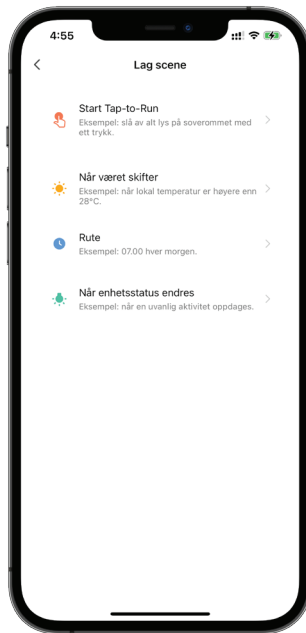 4:55
Lag scene
Start Tap-to-Run
Eksempel: slå av alt lys på soverommet med
ett trykk.
Når været skifter
Eksempel: når lokal temperatur er høyere enn
28°C.
Rute
Eksempel: 07.00 hver morgen.
Når enhetsstatus endres
Eksempel: når en uvanlig aktivitet oppdages.